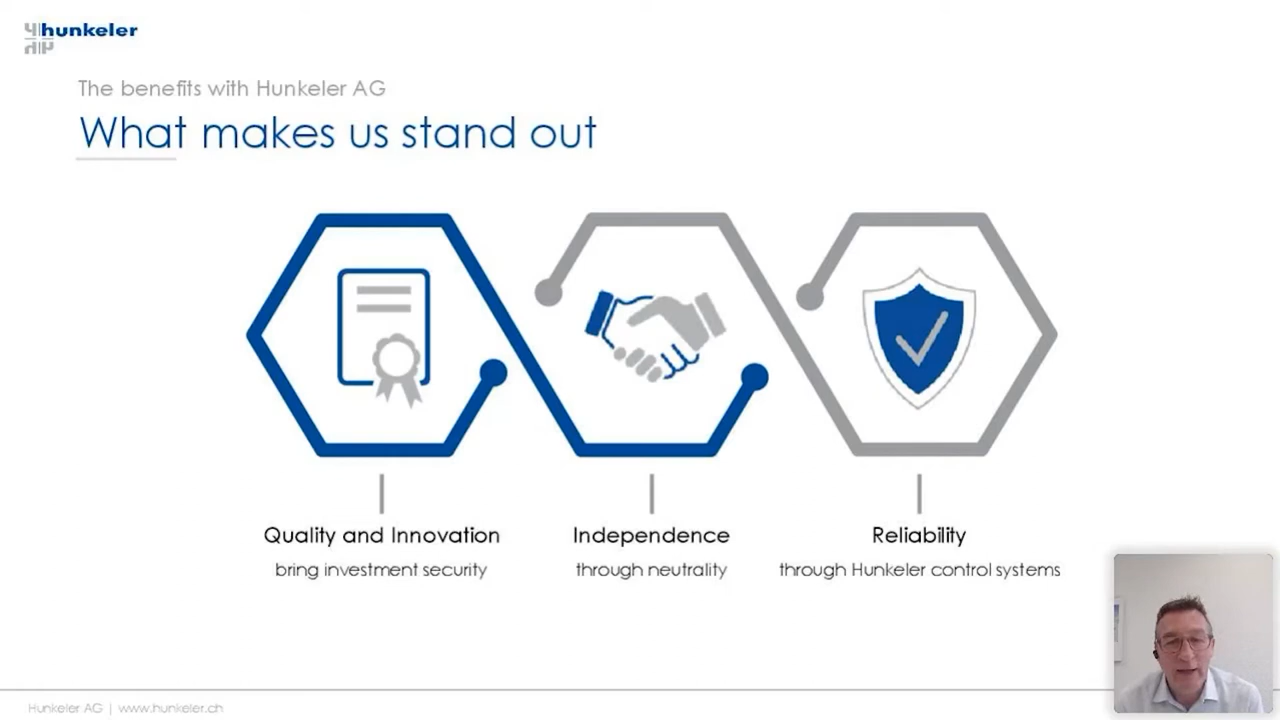 hunkeler
The benefits with Hunkeler AG
What makes us stand out
Quality and Innovation
bring investment security
Independence
through neutrality
Reliability
through Hunkeler control systems
Hunkeler AG | www.hunkeler.ch